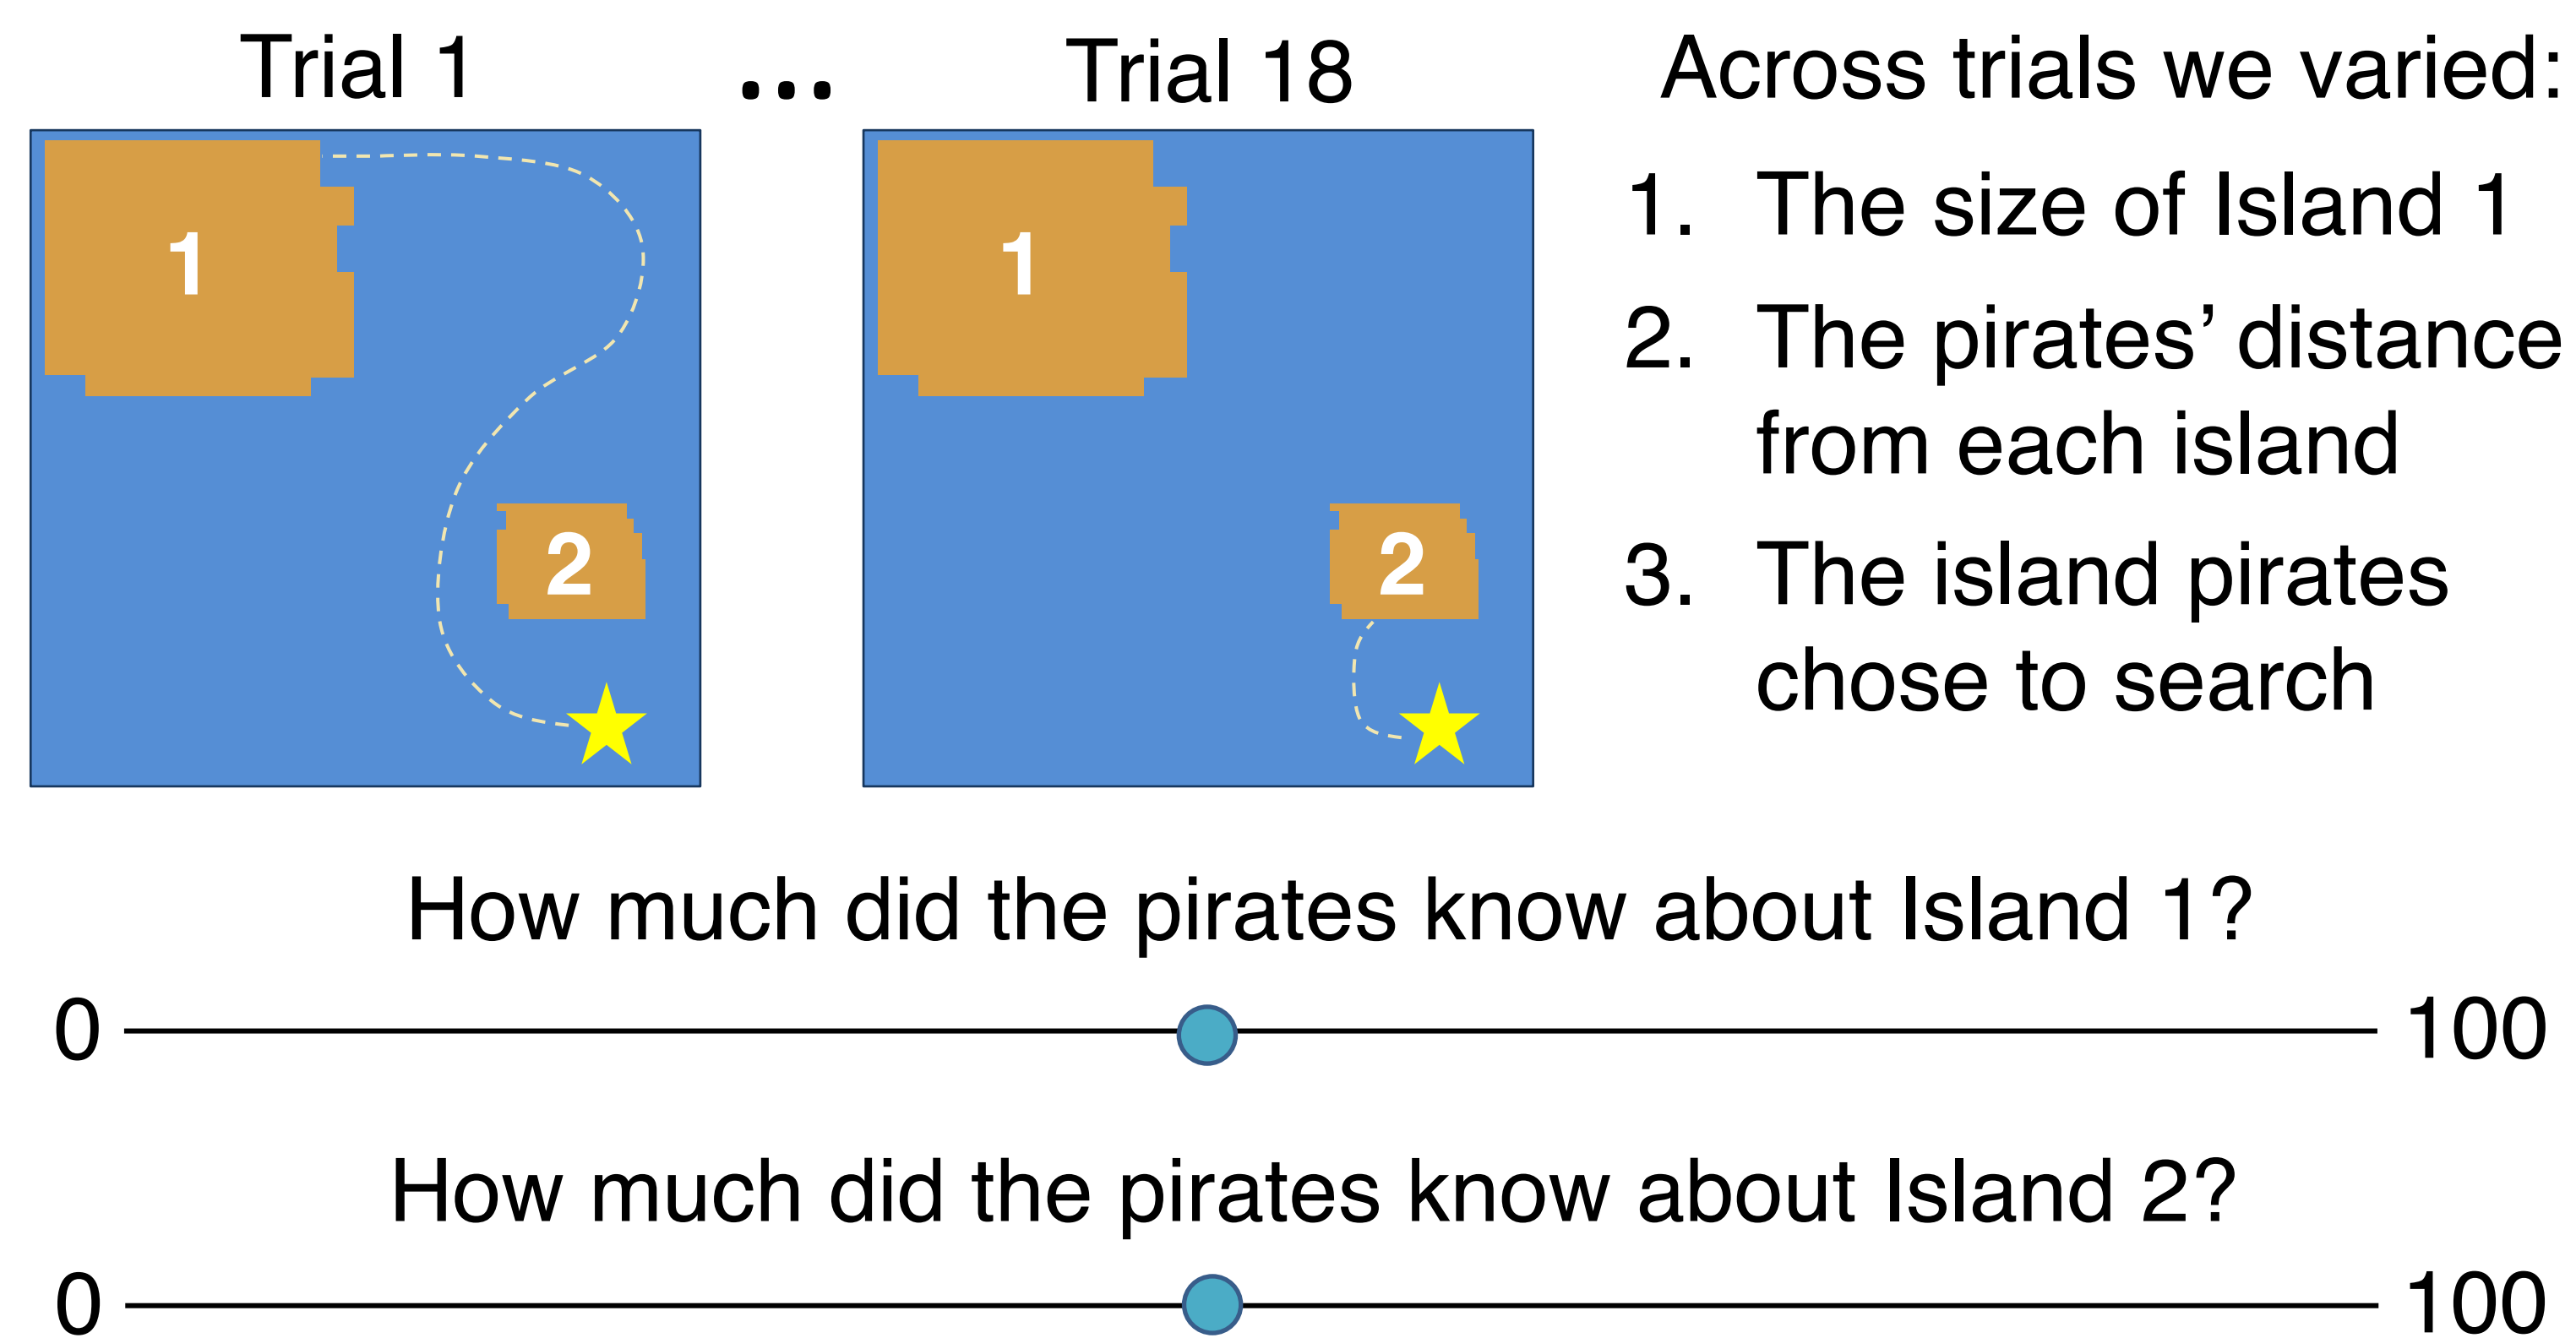 Trial 1 ... Trial 18
1
2
1
2
Across trials we varied:
1. The size of Island 1
2. The pirates’ distance
from each island
3. The island pirates
chose to search
How much did the pirates know about Island 1?
0 100
How much did the pirates know about Island 2?
0 100